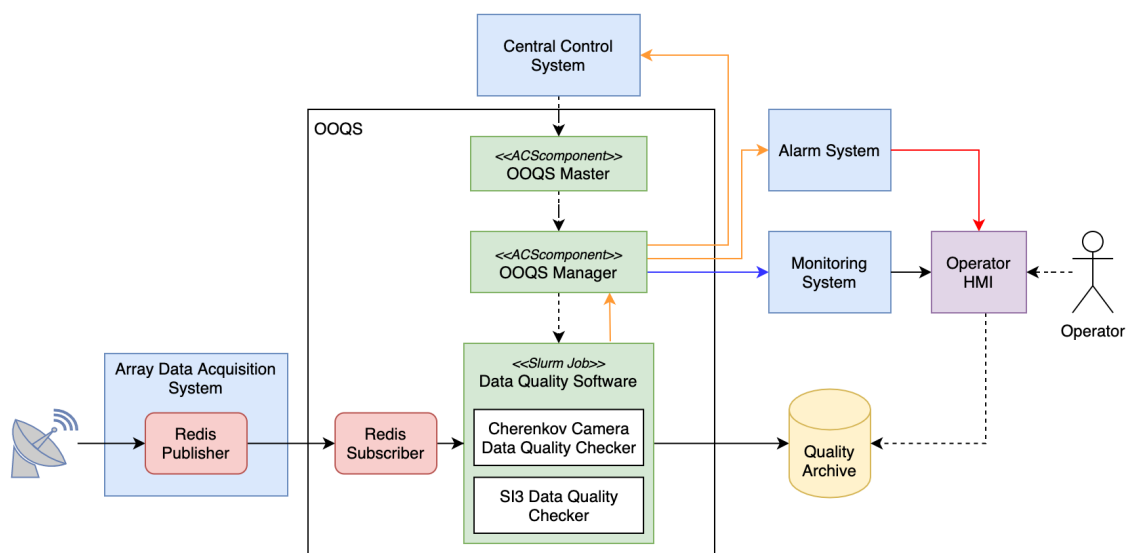 Central Control
System
OOQS
<<ACScomponent>>
OOQS Master
Alarm System
<<ACScomponent>>
OOQS Manager
Monitoring
System
Operator
HMI
Operator
Array Data Acquisition
System
Redis
Publisher
Redis
Subscriber
<<Slurm Job>>
Data Quality Software
Cherenkov Camera
Data Quality Checker
SI3 Data Quality
Checker
Quality
Archive